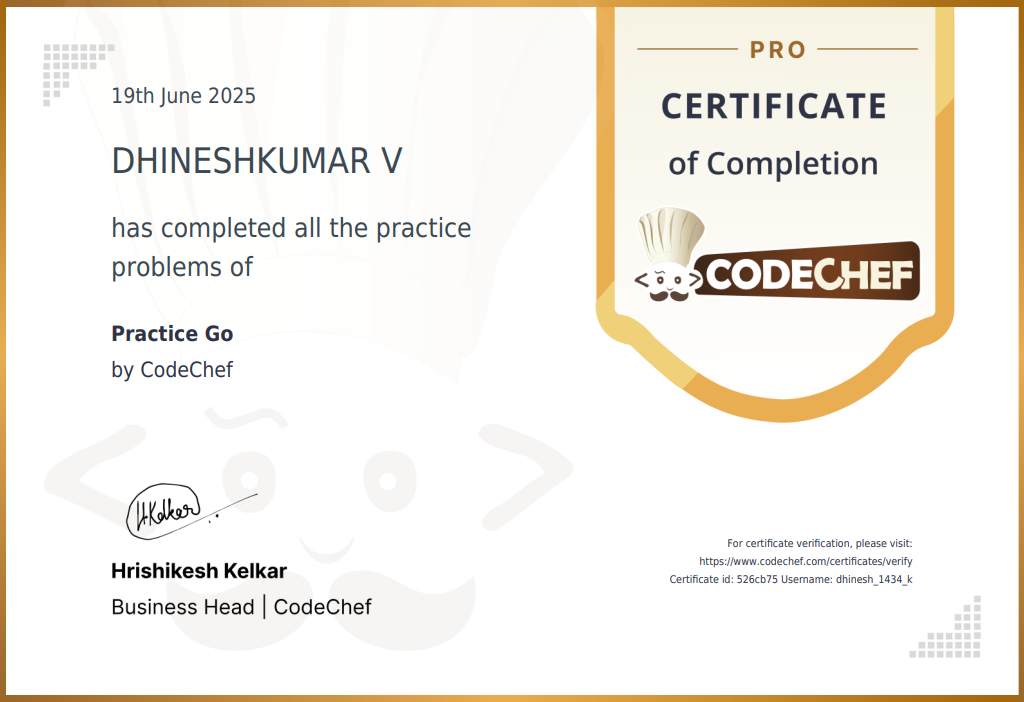 19th June 2025
DHINESHKUMAR V
has completed all the practice
problems of
Practice Go
by CodeChef
H.Kelkar
Hrishikesh Kelkar
Business Head | CodeChef
PRO
CERTIFICATE
of Completion
CODECHEF
For certificate verification, please visit:
https://www.codechef.com/certificates/verify
Certificate id: 526cb75 Username: dhinesh_1434_k